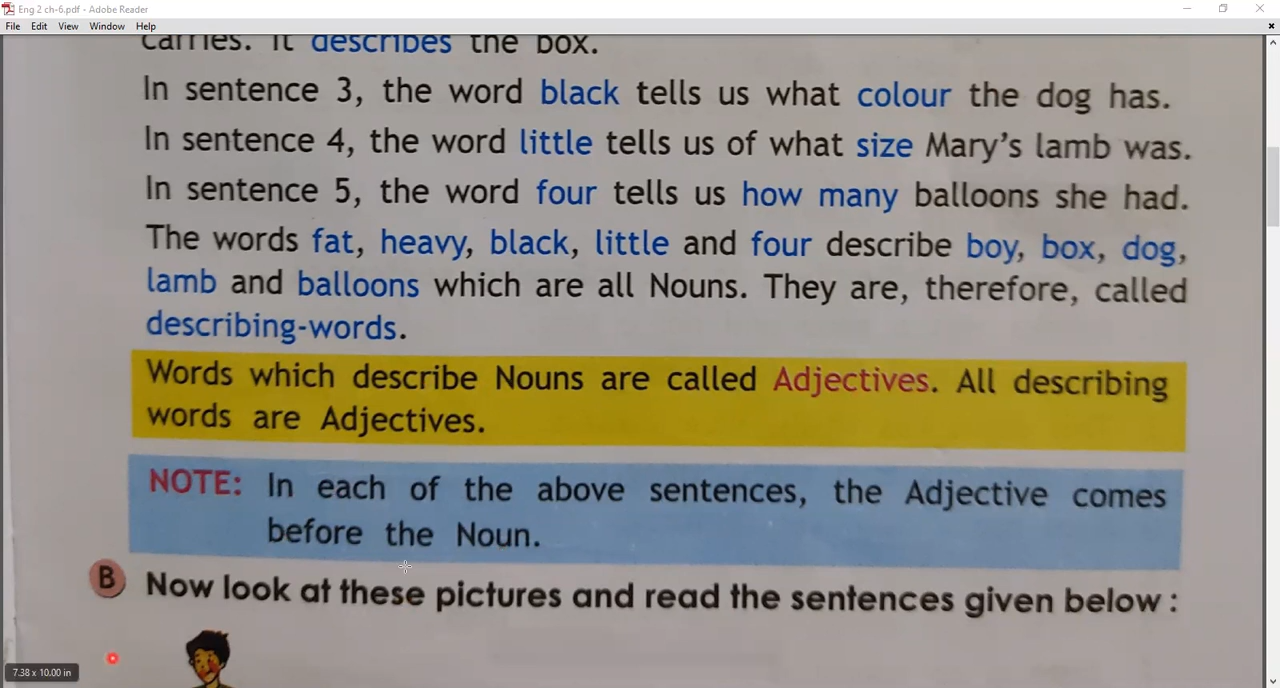 Eng 2 ch-6.pdf - Adobe Reader
File Edit View Window Help
carries. It describes the box.
In sentence 3, the word black tells us what colour the dog has.
In sentence 4, the word little tells us of what size Mary's lamb was.
In sentence 5, the word four tells us how many balloons she had.
The words fat, heavy, black, little and four describe boy, box, dog,
lamb and balloons which are all Nouns. They are, therefore, called
describing-words.
Words which describe Nouns are called Adjectives. All describing
words are Adjectives.
NOTE: In each of the above sentences, the Adjective comes
before the Noun.
B Now look at these pictures and read the sentences given below :
7.38 x 10.00 in